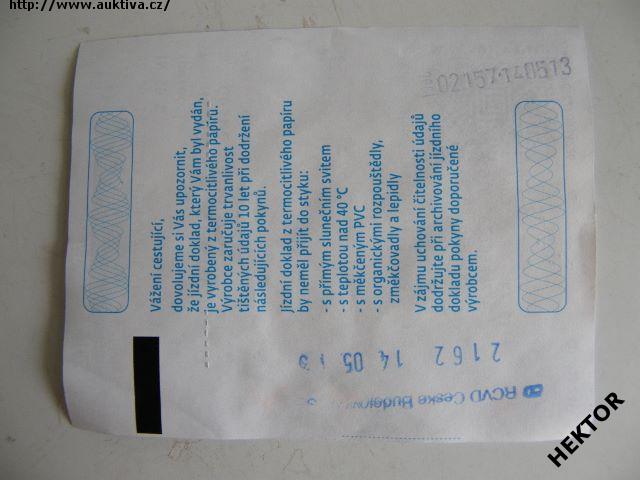 http://www.auktiva.cz/
02157140513
Vážení cestující,
dovolujeme si Vás upozornit,
že jízdní doklad, který Vám byl vydán,
je vyrobený z termocitlivého papíru.
Výrobce zaručuje trvanlivost
tištěných údajů 10 let při dodržení
následujících pokynů.
Jízdní doklad z termocitlivého papíru
by neměl přijít do styku:
- s přímým slunečním svitem
- s teplotou nad 40 °C
- s měkčeným PVC
- s organickými rozpouštědly,
změkčovadly a lepidly
V zájmu uchování čitelnosti údajů
dodržujte při archivování jízdního
dokladu pokyny doporučené
výrobcem.
2162 14 05 13
RCVD České
HEKTOR